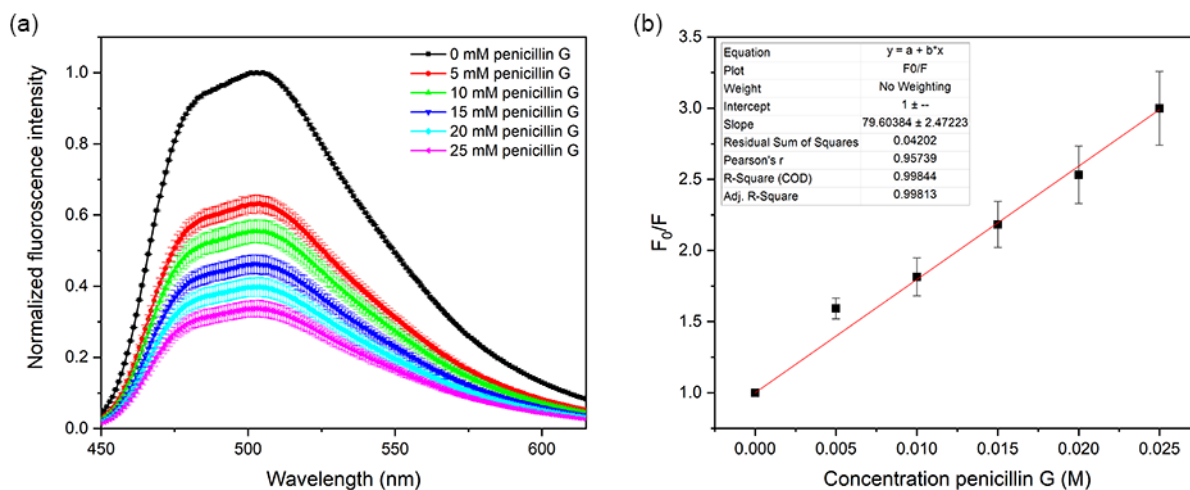 (a)
Normalized fluoroscence intensity
1.0
0.8
0.6
0.4
0.2
0.0
0 mM penicillin G
5 mM penicillin G
10 mM penicillin G
15 mM penicillin G
20 mM penicillin G
25 mM penicillin G
450 500 550 600
Wavelength (nm)
(b)
F0/F
3.5
3.0
2.5
2.0
1.5
1.0
Equation y = a + b*x
Plot F0/F
Weight No Weighting
Intercept 1 ± --
Slope 79.60384 ± 2.47223
Residual Sum of Squares 0.04202
Pearson's r 0.95739
R-Square (COD) 0.99844
Adj. R-Square 0.99813
0.000 0.005 0.010 0.015 0.020 0.025
Concentration penicillin G (M)